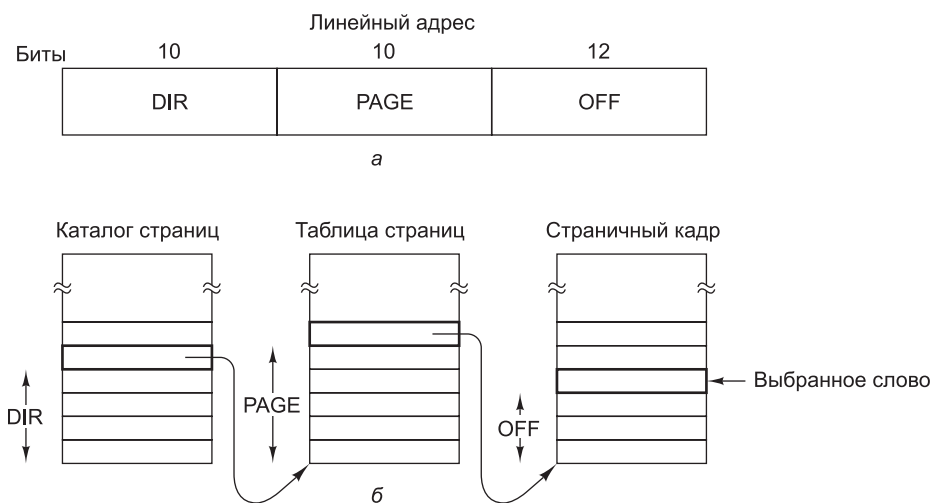 Линейный адрес
Биты 10 10 12
DIR PAGE OFF
а
Каталог страниц Таблица страниц Страничный кадр
Выбранное слово
DIR PAGE OFF
б